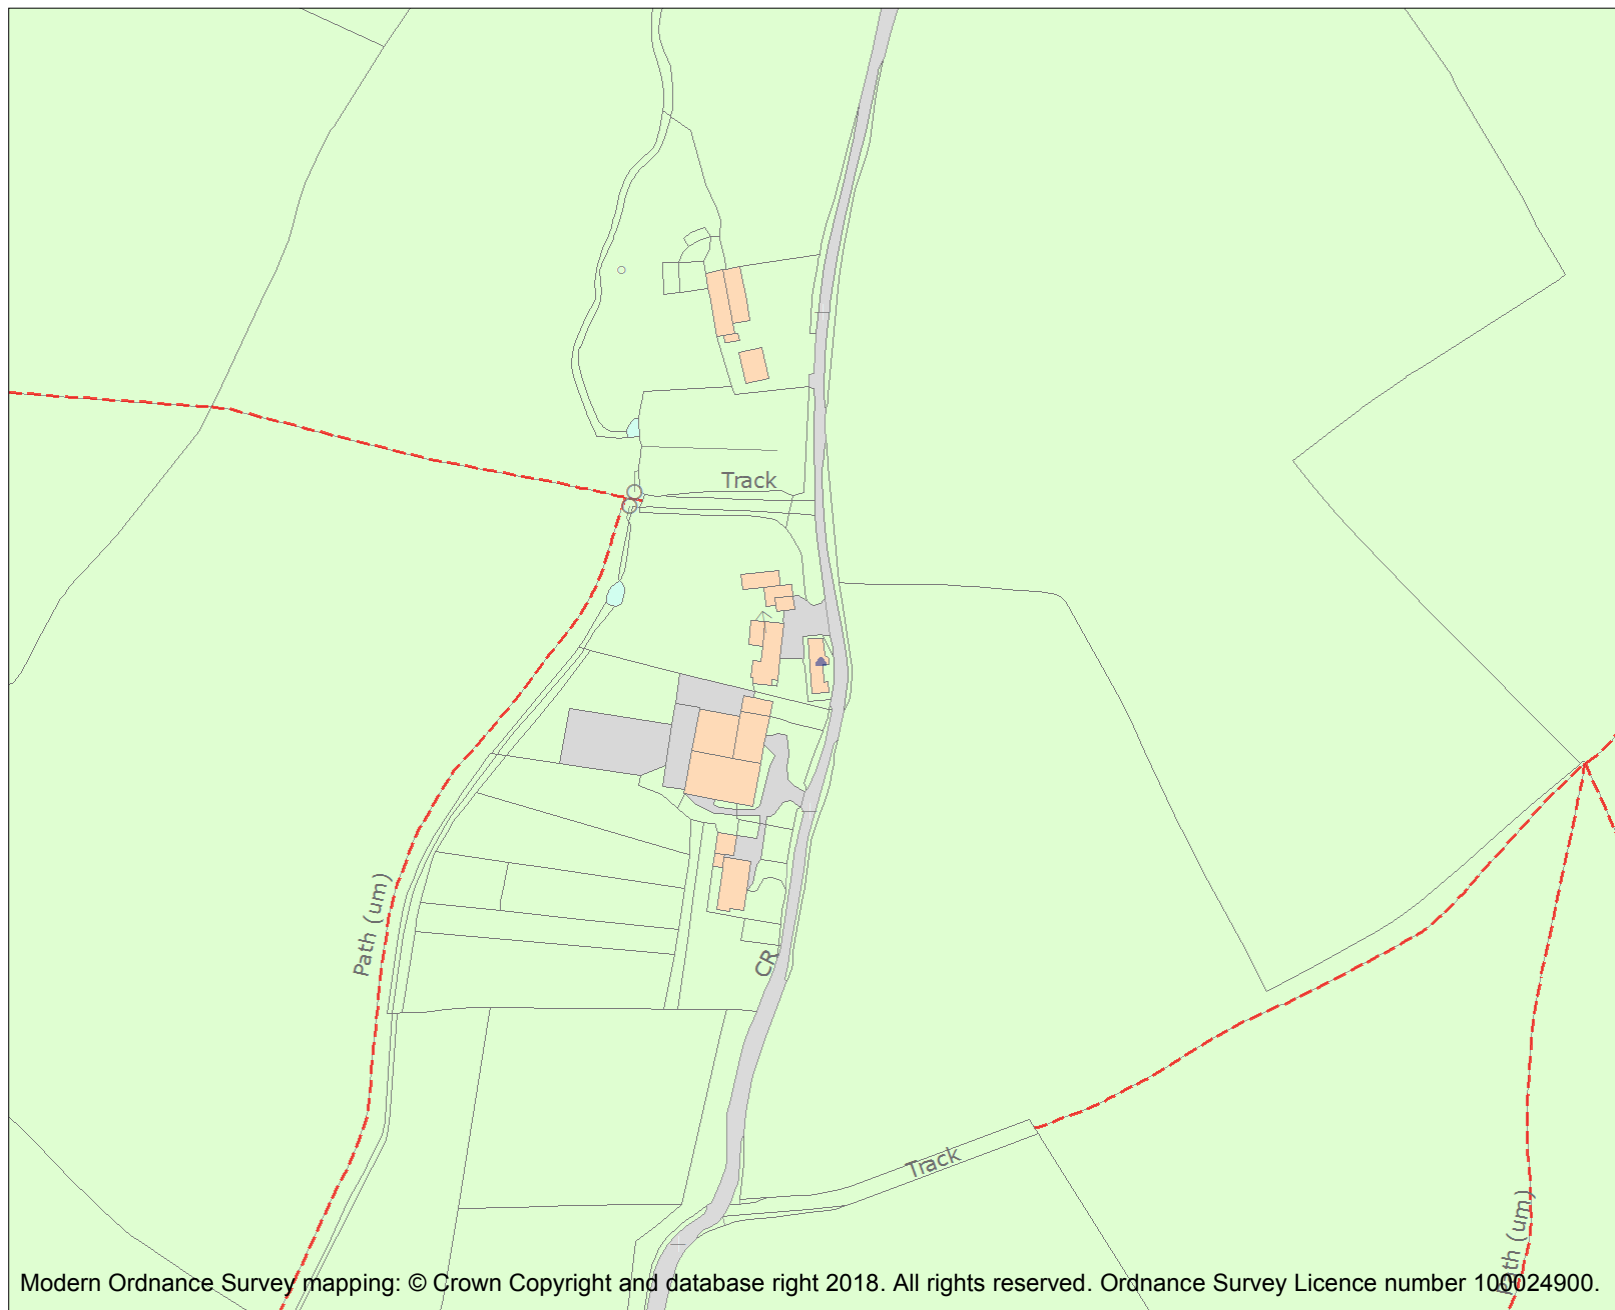 Track
Path (um)
CR
Track
Path (um)
Modern Ordnance Survey mapping: © Crown Copyright and database right 2018. All rights reserved. Ordnance Survey Licence number 100024900.